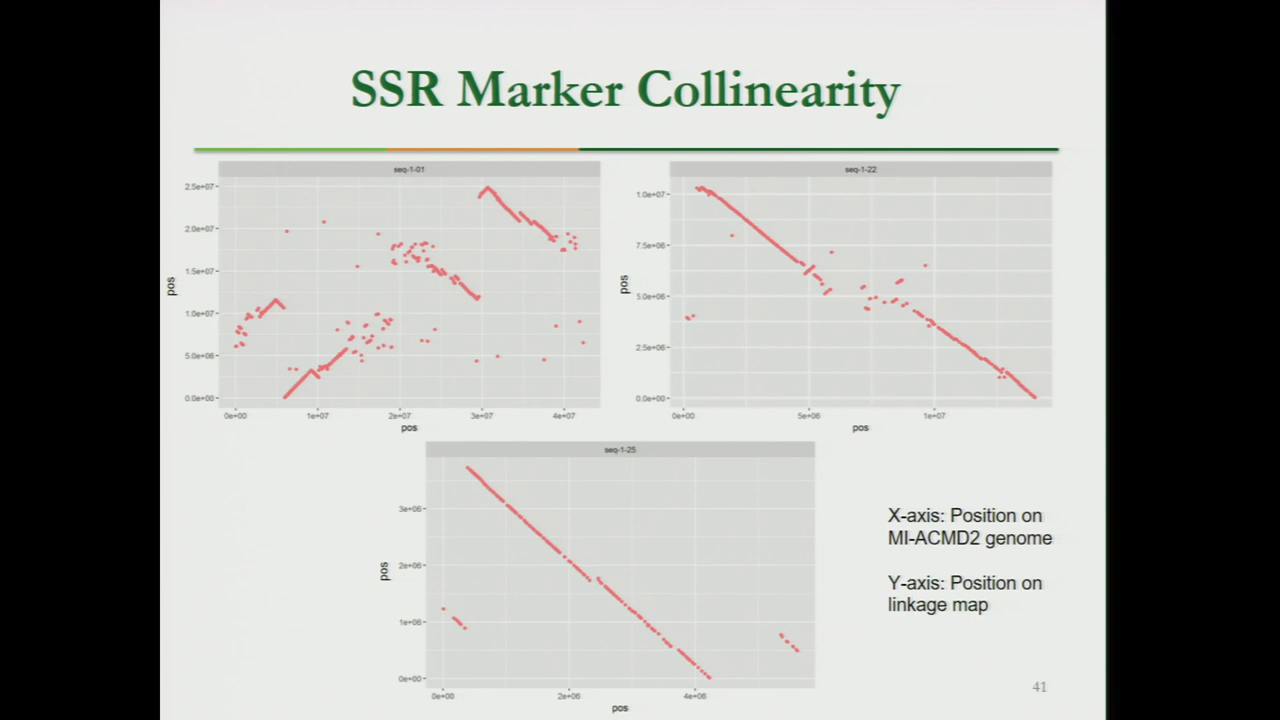 SSR Marker Collinearity
seq-1-01
2.5e+07
2.0e+07
1.5e+07
1.0e+07
5.0e+06
0.0e+00
pos
0e+00 1e+07 2e+07 3e+07 4e+07
pos
seq-1-22
1.0e+07
7.5e+06
5.0e+06
2.5e+06
0.0e+00
pos
0e+00 5e+06 1e+07
pos
seq-1-25
3e+06
2e+06
1e+06
0e+00
pos
0e+00 2e+06 4e+06
pos
X-axis: Position on
MI-ACMD2 genome
Y-axis: Position on
linkage map
41